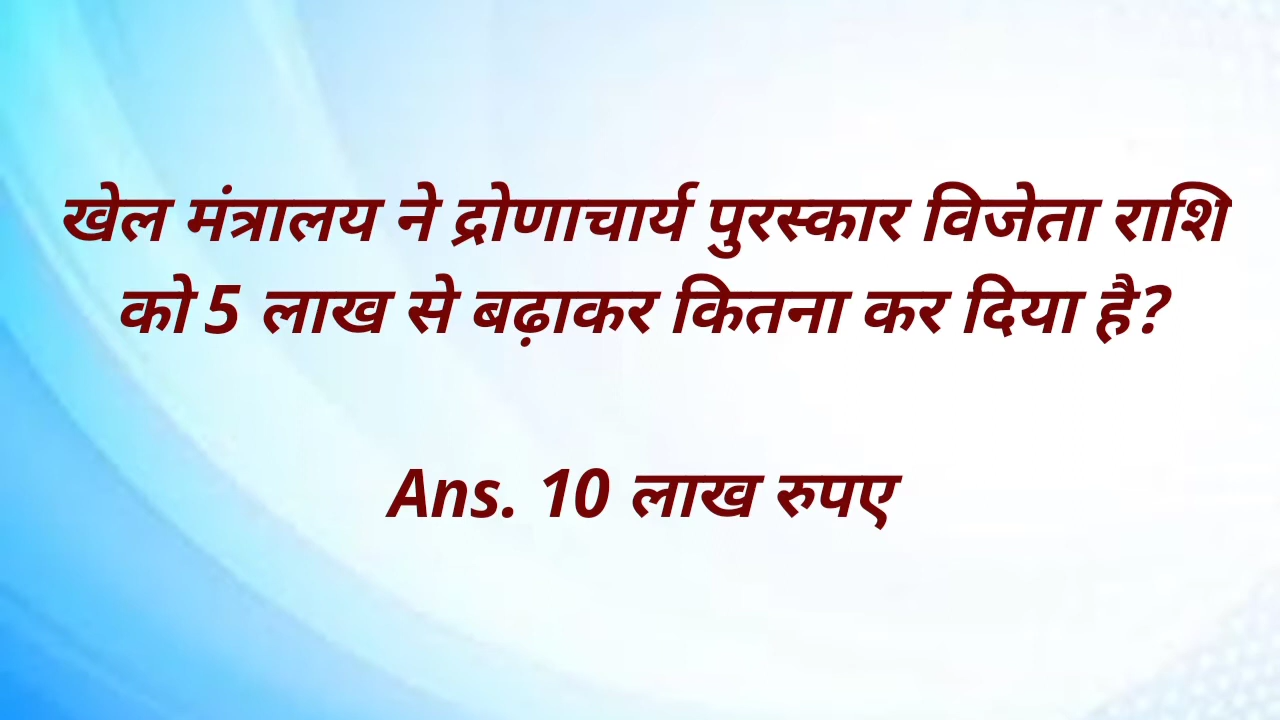 खेल मंत्रालय ने द्रोणाचार्य पुरस्कार विजेता राशि
को 5 लाख से बढ़ाकर कितना कर दिया है?
Ans. 10 लाख रुपए